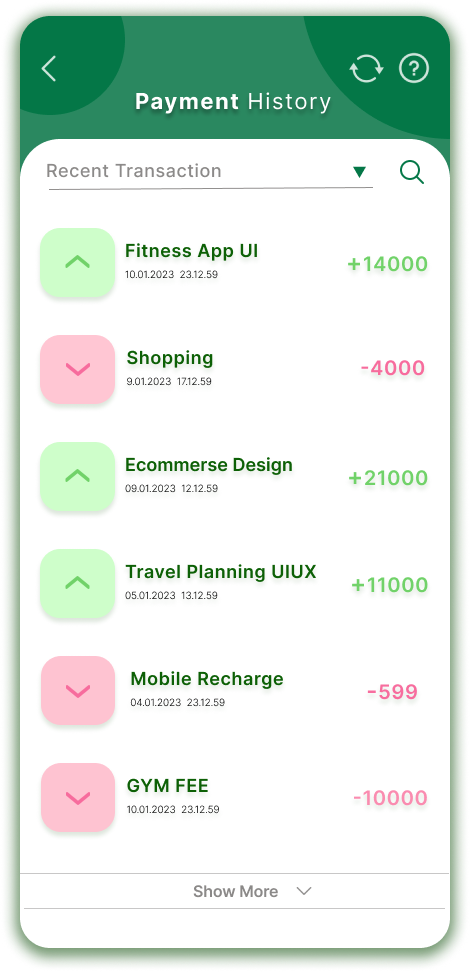 Payment History
Recent Transaction
Fitness App UI
10.01.2023 23.12.59
+14000
Shopping
9.01.2023 17.12.59
-4000
Ecommerse Design
09.01.2023 12.12.59
+21000
Travel Planning UIUX
05.01.2023 13.12.59
+11000
Mobile Recharge
04.01.2023 23.12.59
-599
GYM FEE
10.01.2023 23.12.59
-10000
Show More